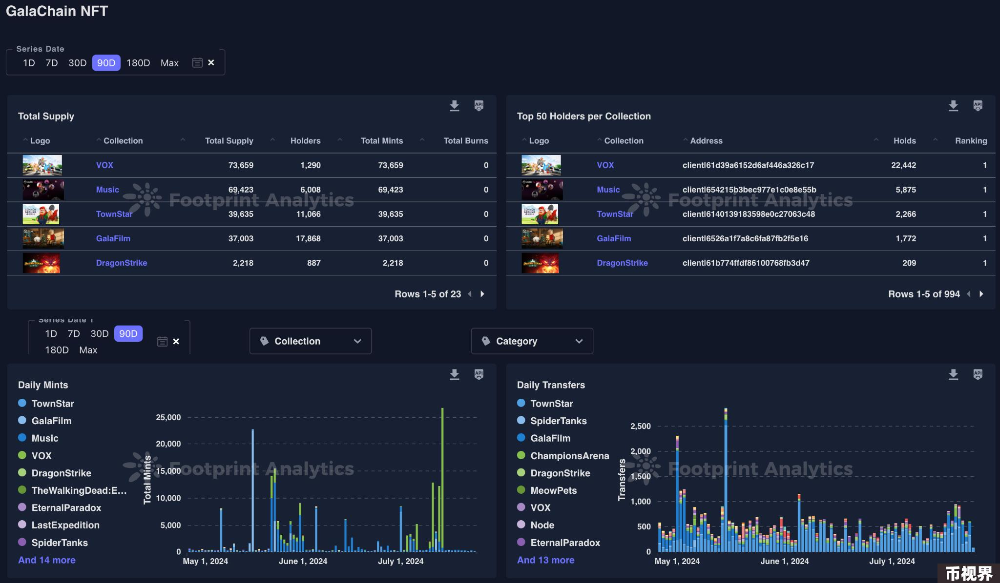 GalaChain NFT
Series Date
1D 7D 30D 90D 180D Max
API
API
Total Supply
Logo Collection Total Supply Holders Total Mints Total Burns
VOX 73,659 1,290 73,659 0
Music 69,423 6,008 69,423 0
TownStar 39,635 11,066 39,635 0
GalaFilm 37,003 17,868 37,003 0
DragonStrike 2,218 887 2,218 0
Footprint Analytics
Rows 1-5 of 23
Top 50 Holders per Collection
Logo Collection Address Holds Ranking
VOX clientl61d39a6152d6af446a326c17 22,442 1
Music clientl654215b3bec977e1c0e8e55b 5,875 1
TownStar clientl6140139183598e0c27063c48 2,266 1
GalaFilm clientl6526a1f7a8c6fa87fb2f5e16 1,772 1
DragonStrike clientl61b774ffdf86100768fb3d47 209 1
Footprint Analytics
Rows 1-5 of 994
Series Date 1
1D 7D 30D 90D
180D Max
Collection
Category
API
API
Daily Mints
TownStar
GalaFilm
Music
VOX
DragonStrike
TheWalkingDead:E...
EternalParadox
LastExpedition
SpiderTanks
And 14 more
Total Mints
25,000
20,000
15,000
10,000
5,000
0
May 1, 2024 June 1, 2024 July 1, 2024
Footprint Analytics
Daily Transfers
TownStar
SpiderTanks
GalaFilm
ChampionsArena
DragonStrike
MeowPets
VOX
Node
EternalParadox
And 13 more
Transfers
2,500
2,000
1,500
1,000
500
0
May 1, 2024 June 1, 2024 July 1, 2024
Footprint Analytics
币视界